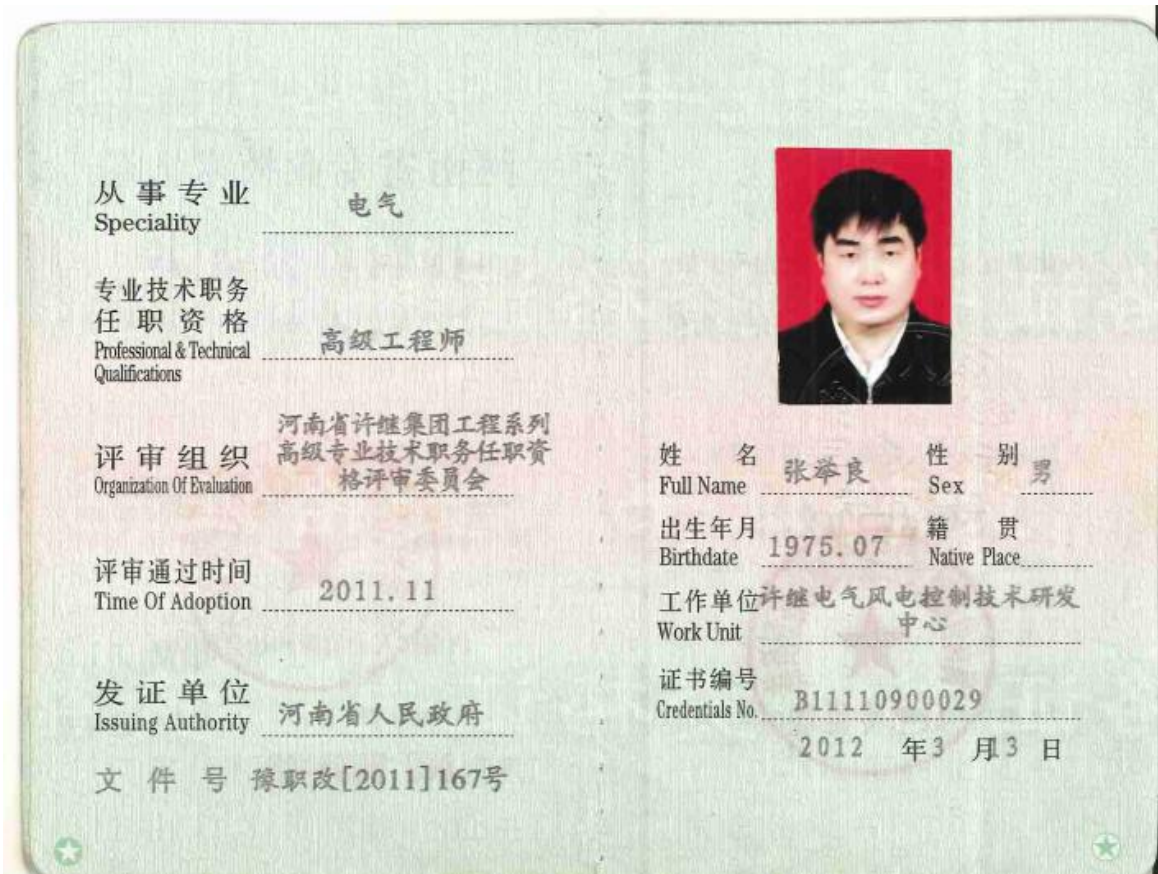 从事专业 电气
Speciality
专业技术职务
任职资格 高级工程师
Professional & Technical
Qualifications
河南省许继集团工程系列
评审组织 高级专业技术职务任职资
Organization Of Evaluation 格评审委员会
评审通过时间 2011.11
Time Of Adoption
发证单位 河南省人民政府
Issuing Authority
文件号 豫职改[2011]167号
姓名 张举良 性别 男
Full Name Sex
出生年月 1975.07 籍贯
Birthdate Native Place
工作单位 许继电气风电控制技术研发
Work Unit 中心
证书编号 B11110900029
Credentials No.
2012 年3 月13 日